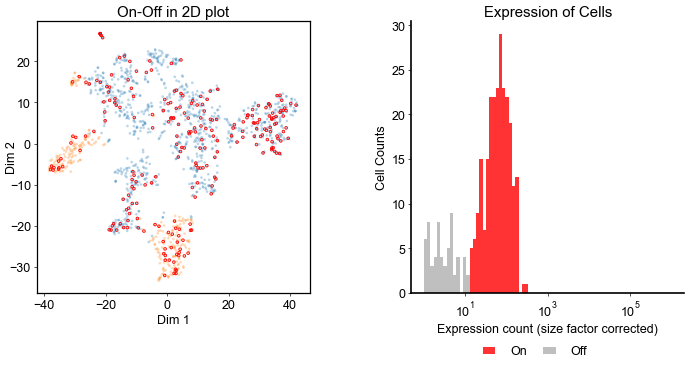 On-Off in 2D plot
Dim 2
20
10
0
−10
−20
−30
−40
−20
0
20
40
Dim 1
Expression of Cells
Cell Counts
30
25
20
15
10
5
0
10^1
10^3
10^5
Expression count (size factor corrected)
On
Off